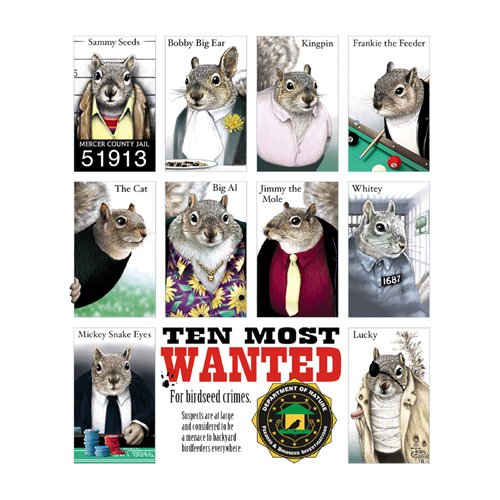 Sammy Seeds
Bobby Big Ear
Kingpin
Frankie the Feeder
MERCER COUNTY JAIL
51913
The Cat
Big Al
Jimmy the
Mole
Whitey
1687
Mickey Snake Eyes
TEN MOST
WANTED
For birdseed crimes.
Suspects are at large
and considered to be
a menace to backyard
birdfeeders everywhere.
DEPARTMENT OF NATURE
BIRDSEED INVESTIGATIONS
Lucky